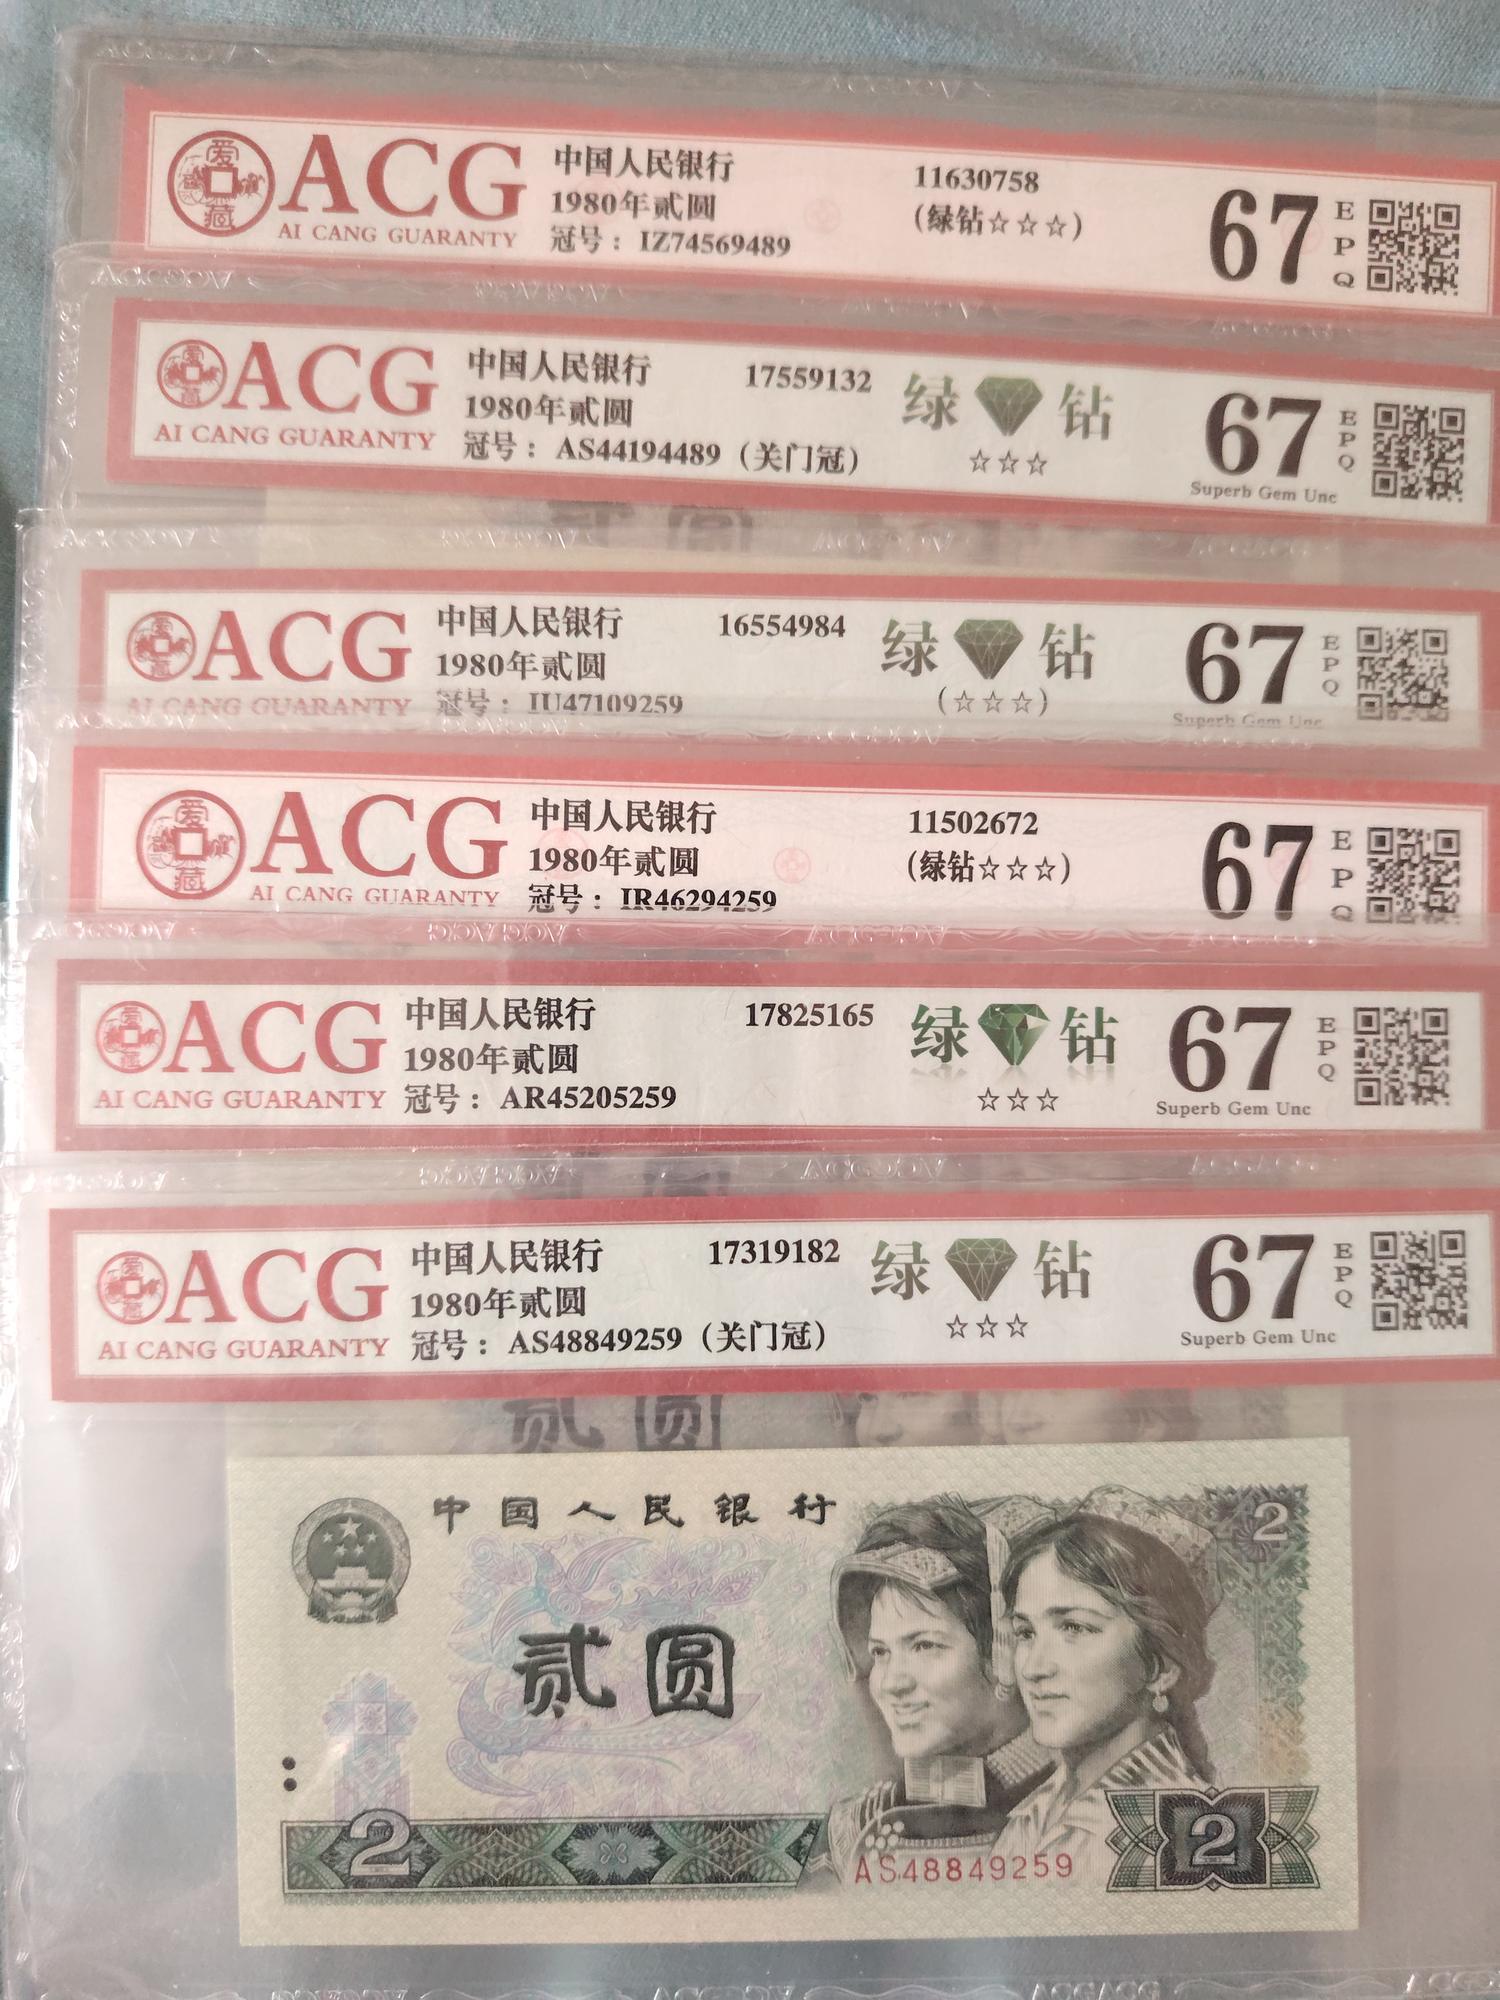 ACG
AI CANG GUARANTY
中国人民银行
1980年贰圆
冠号：IZ74569489
11630758
(绿钻☆☆☆)
67
EPQ
ACG
AI CANG GUARANTY
中国人民银行
1980年贰圆
冠号：AS44194489（关门冠）
17559132
绿钻
☆☆☆
67
EPQ
Superb Gem Unc
贰圆
ACG
AI CANG GUARANTY
中国人民银行
1980年贰圆
冠号：IU47109259
16554984
绿钻
(☆☆☆)
67
EPQ
Superb Gem Unc
ACG
AI CANG GUARANTY
中国人民银行
1980年贰圆
冠号：IR46294259
11502672
(绿钻☆☆☆)
67
EPQ
ACG
AI CANG GUARANTY
中国人民银行
1980年贰圆
冠号：AR45205259
17825165
绿钻
☆☆☆
67
EPQ
Superb Gem Unc
ACG
AI CANG GUARANTY
中国人民银行
1980年贰圆
冠号：AS48849259（关门冠）
17319182
绿钻
☆☆☆
67
EPQ
Superb Gem Unc
贰圆
中国人民银行
2
贰圆
2
AS48849259
2